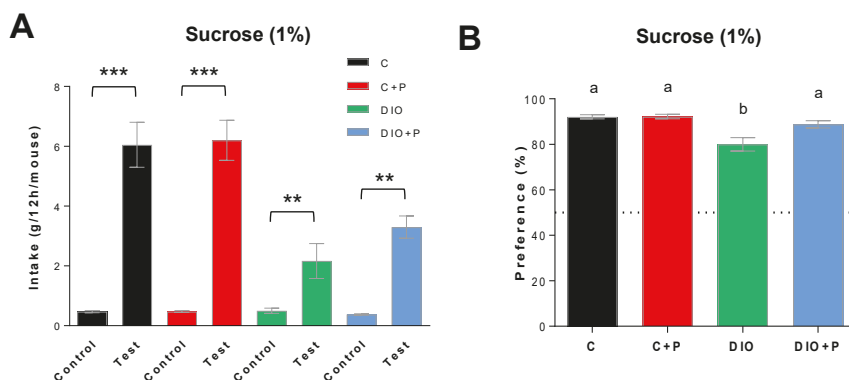 A
Sucrose (1%)
C
C+P
DIO
DIO+P
***
***
**
**
Intake (g/12h/mouse)
8
6
4
2
0
Control
Test
Control
Test
Control
Test
Control
Test
B
Sucrose (1%)
a
a
b
a
Preference (%)
100
80
60
40
20
0
C
C+P
DIO
DIO+P